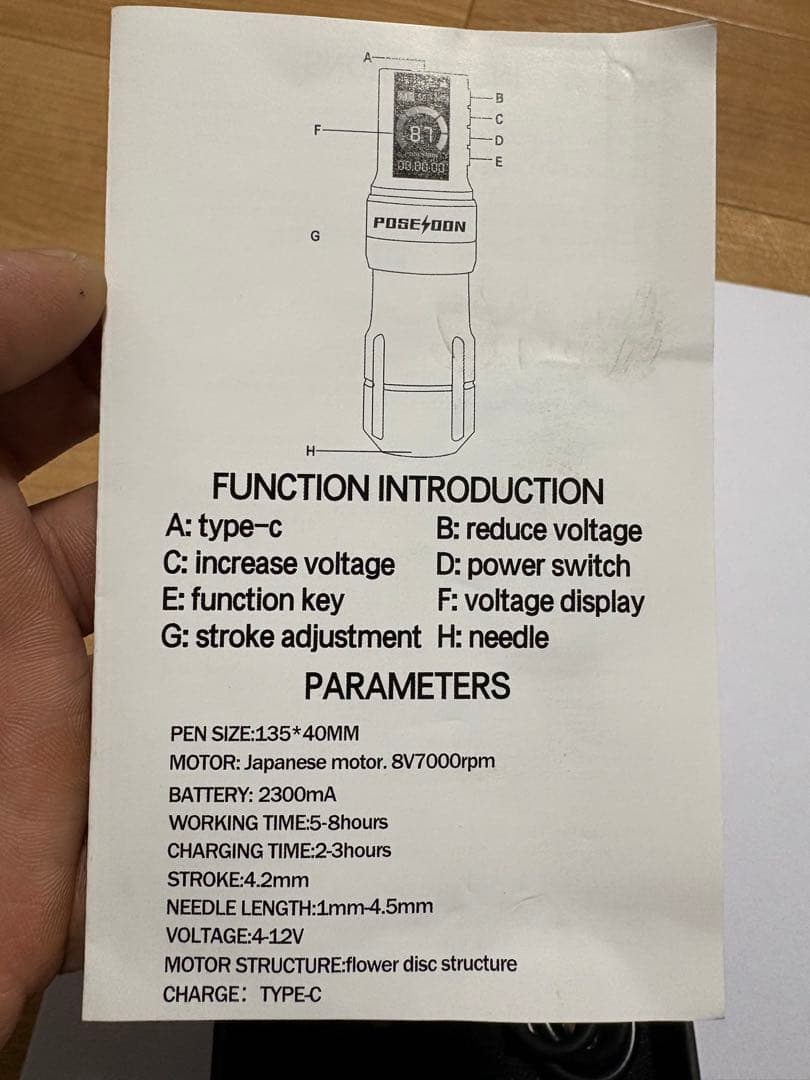 A
B
C
D
E
F
87
00:00:00
POSEIDON
G
H
FUNCTION INTRODUCTION
A: type-c B: reduce voltage
C: increase voltage D: power switch
E: function key F: voltage display
G: stroke adjustment H: needle
PARAMETERS
PEN SIZE:135*40MM
MOTOR: Japanese motor. 8V7000rpm
BATTERY: 2300mA
WORKING TIME:5-8hours
CHARGING TIME:2-3hours
STROKE:4.2mm
NEEDLE LENGTH:1mm-4.5mm
VOLTAGE:4-12V
MOTOR STRUCTURE:flower disc structure
CHARGE: TYPE-C